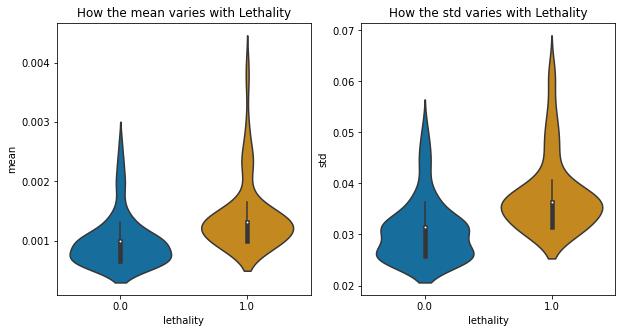 How the mean varies with Lethality
How the std varies with Lethality
0.004
0.003
0.002
0.001
mean
0.0
1.0
lethality
0.07
0.06
0.05
0.04
0.03
0.02
std
0.0
1.0
lethality